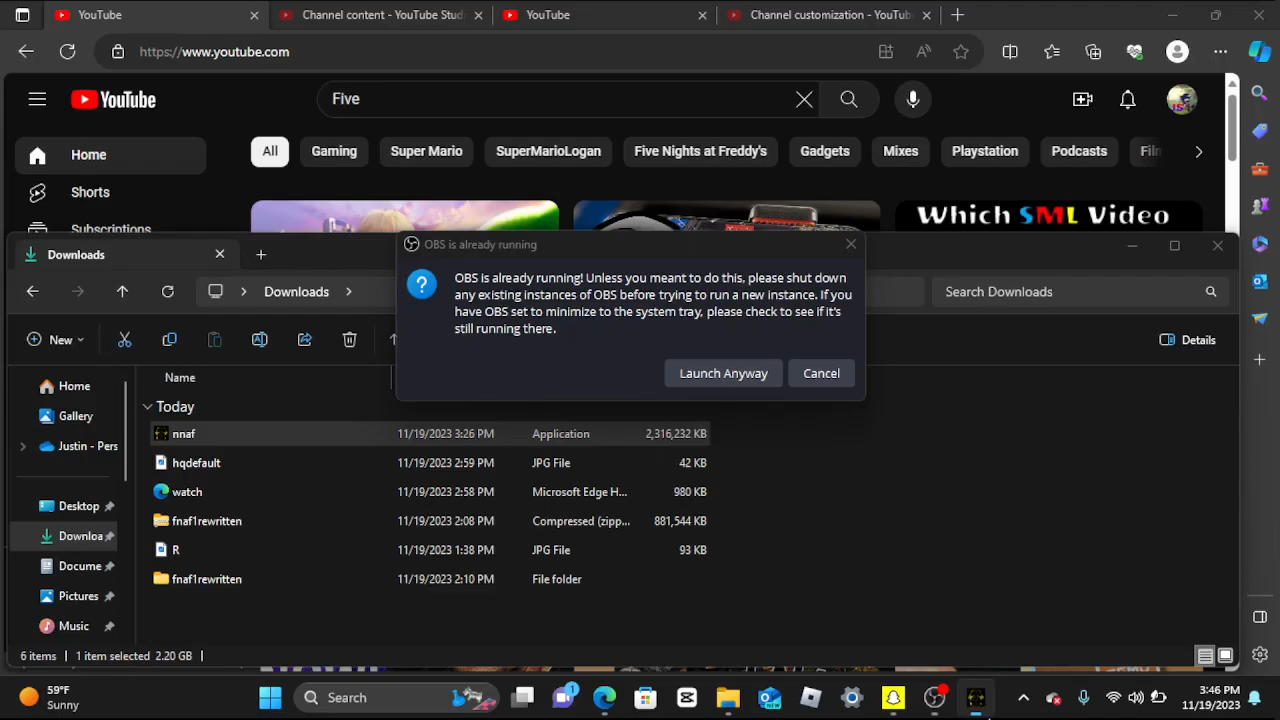 YouTube
Channel content - YouTube Stud
YouTube
Channel customization - YouTub
https://www.youtube.com
YouTube
Five
Home
All
Gaming
Super Mario
SuperMarioLogan
Five Nights at Freddy's
Gadgets
Mixes
Playstation
Podcasts
Film
Shorts
Subscriptions
Which SML Video
Downloads
OBS is already running
OBS is already running! Unless you meant to do this, please shut down
any existing instances of OBS before trying to run a new instance. If you
have OBS set to minimize to the system tray, please check to see if it's
still running there.
Launch Anyway
Cancel
Downloads
Search Downloads
New
Details
Name
Home
Gallery
Justin - Pers
Desktop
Downloa
Docume
Pictures
Music
Today
nnaf 11/19/2023 3:26 PM Application 2,316,232 KB
hqdefault 11/19/2023 2:59 PM JPG File 42 KB
watch 11/19/2023 2:58 PM Microsoft Edge H... 980 KB
fnaf1rewritten 11/19/2023 2:08 PM Compressed (zipp... 881,544 KB
R 11/19/2023 1:38 PM JPG File 93 KB
fnaf1rewritten 11/19/2023 2:10 PM File folder
6 items 1 item selected 2.20 GB
59°F
Sunny
Search
1
3:46 PM
11/19/2023